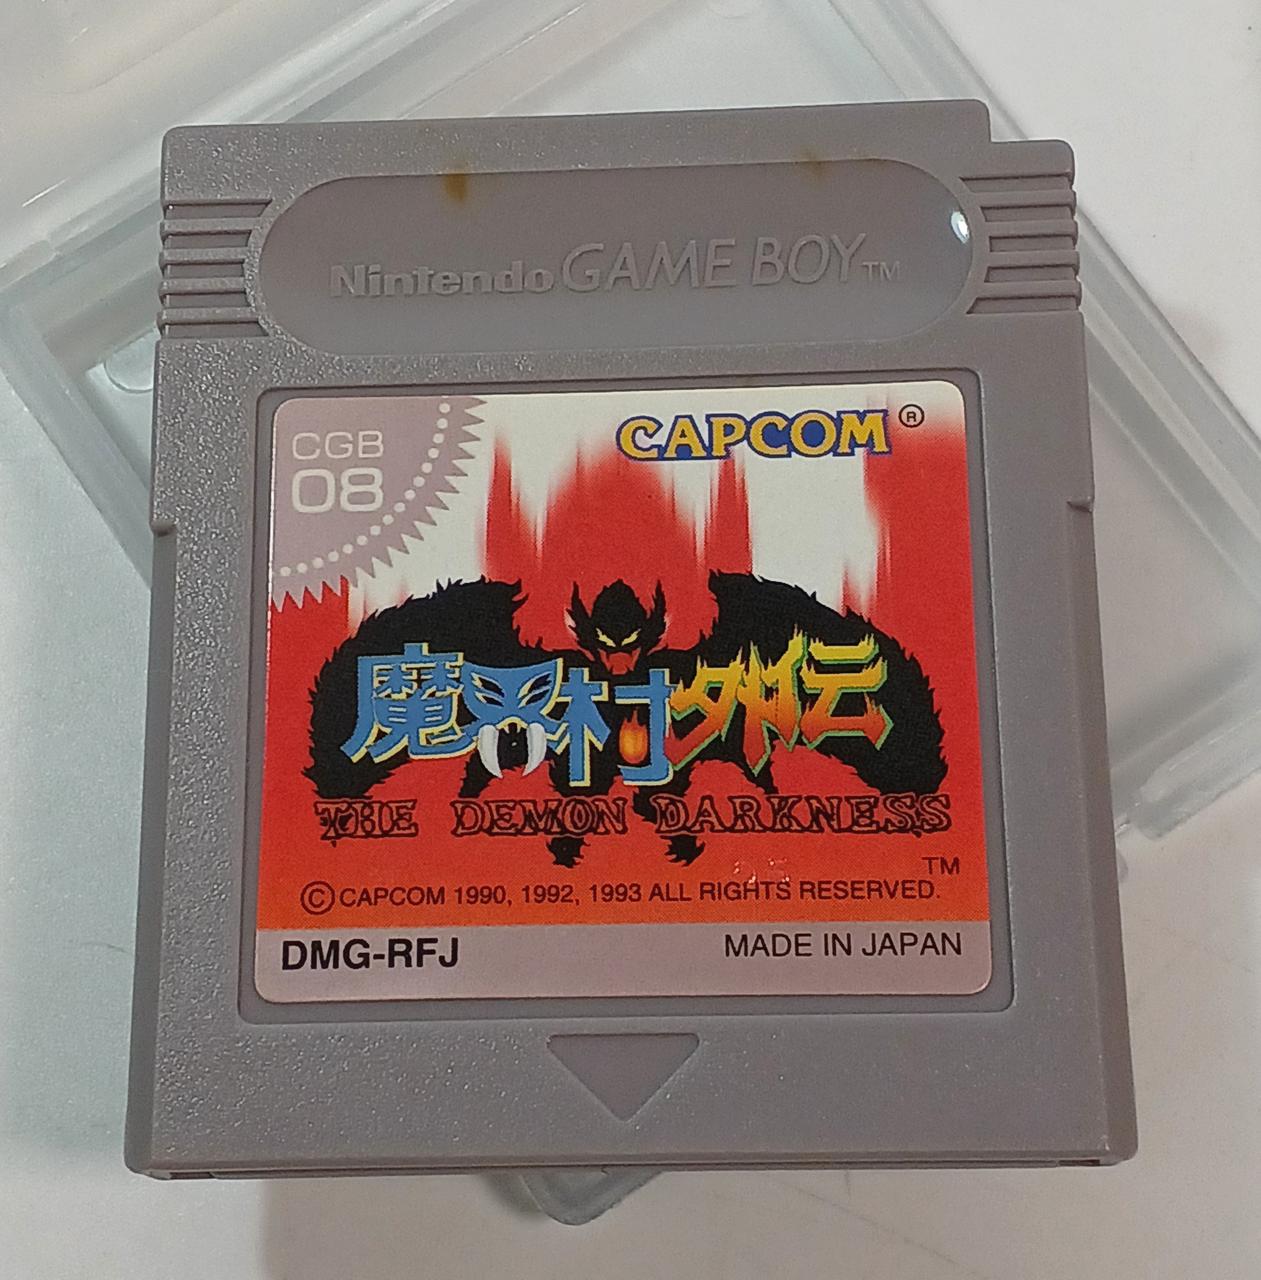 Nintendo GAME BOY™
CAPCOM®
CGB
08
魔界村外伝
THE DEMON DARKNESS
TM
© CAPCOM 1990, 1992, 1993 ALL RIGHTS RESERVED.
DMG-RFJ
MADE IN JAPAN